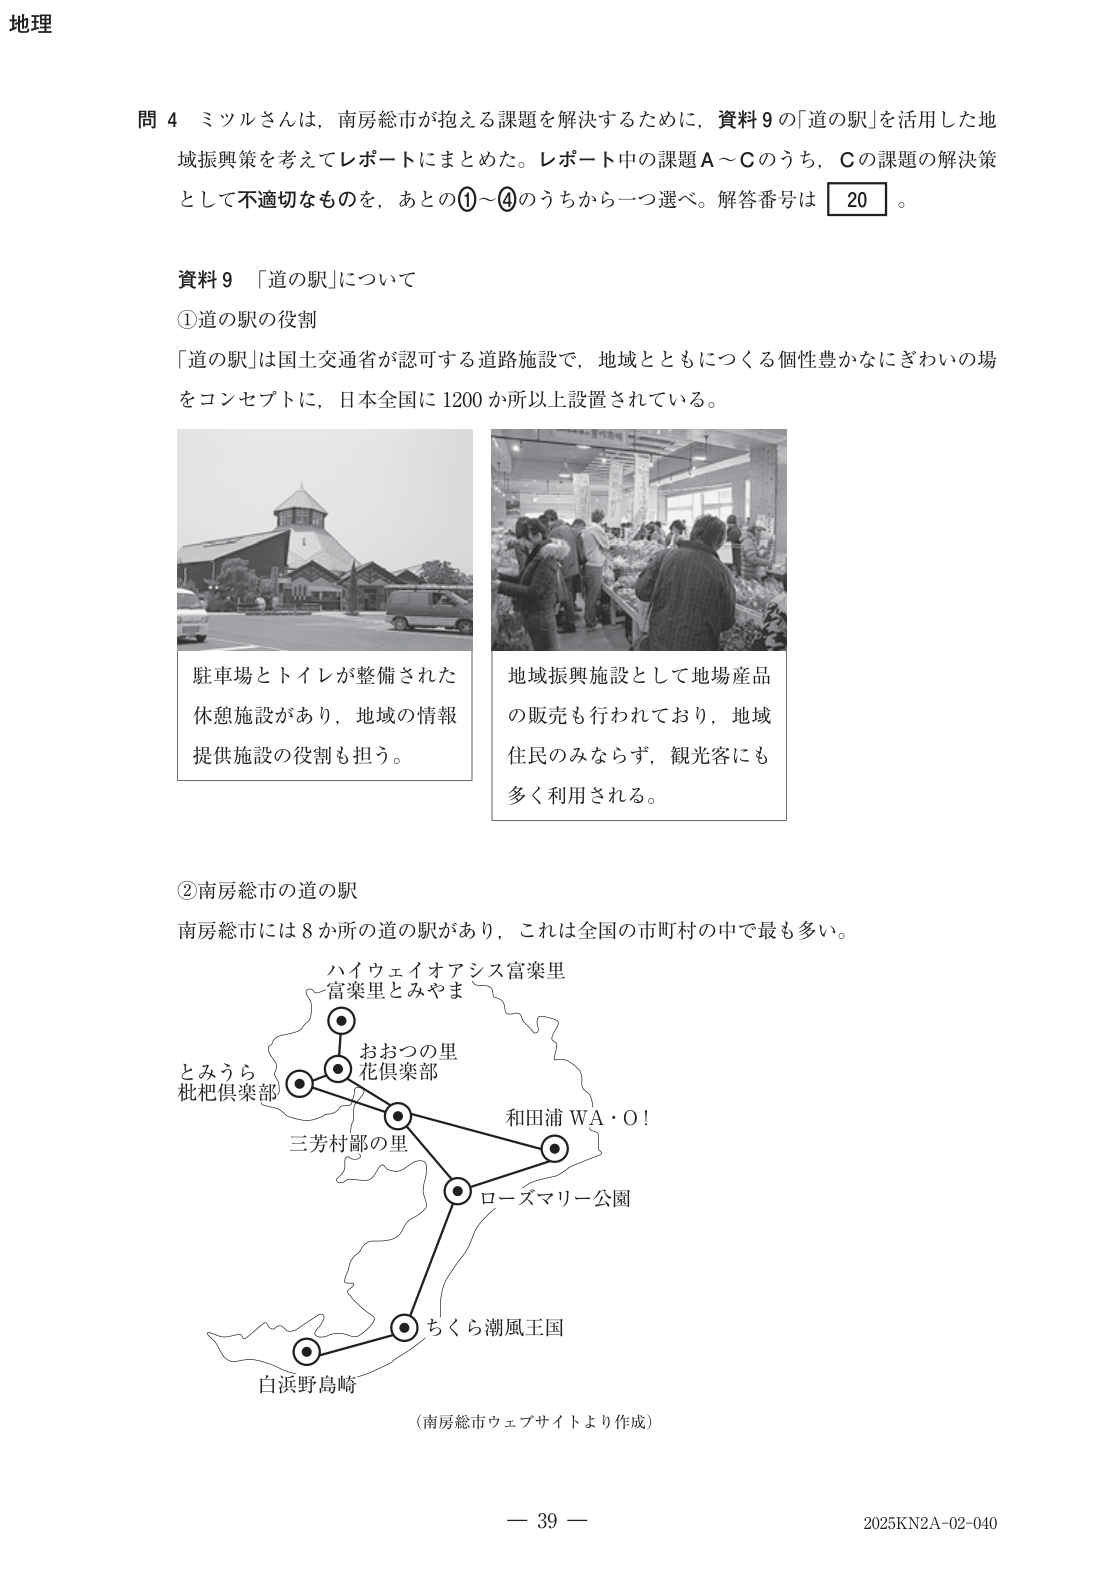 地理
問 4 ミツルさんは，南房総市が抱える課題を解決するために，資料9の「道の駅」を活用した地
域振興策を考えてレポートにまとめた。レポート中の課題A～Cのうち，Cの課題の解決策
として不適切なものを，あとの①～④のうちから一つ選べ。解答番号は 20 。
資料9 「道の駅」について
①道の駅の役割
「道の駅」は国土交通省が認可する道路施設で，地域とともにつくる個性豊かなにぎわいの場
をコンセプトに，日本全国に 1200 か所以上設置されている。
駐車場とトイレが整備された
休憩施設があり，地域の情報
提供施設の役割も担う。
地域振興施設として地場産品
の販売も行われており，地域
住民のみならず，観光客にも
多く利用される。
②南房総市の道の駅
南房総市には8か所の道の駅があり，これは全国の市町村の中で最も多い。
ハイウェイオアシス富楽里
富楽里とみやま
おおつの里
花倶楽部
とみうら
枇杷倶楽部
和田浦 WA・O！
三芳村鄙の里
ローズマリー公園
ちくら潮風王国
白浜野島崎
（南房総市ウェブサイトより作成）
― 39 ―
2025KN2A-02-040